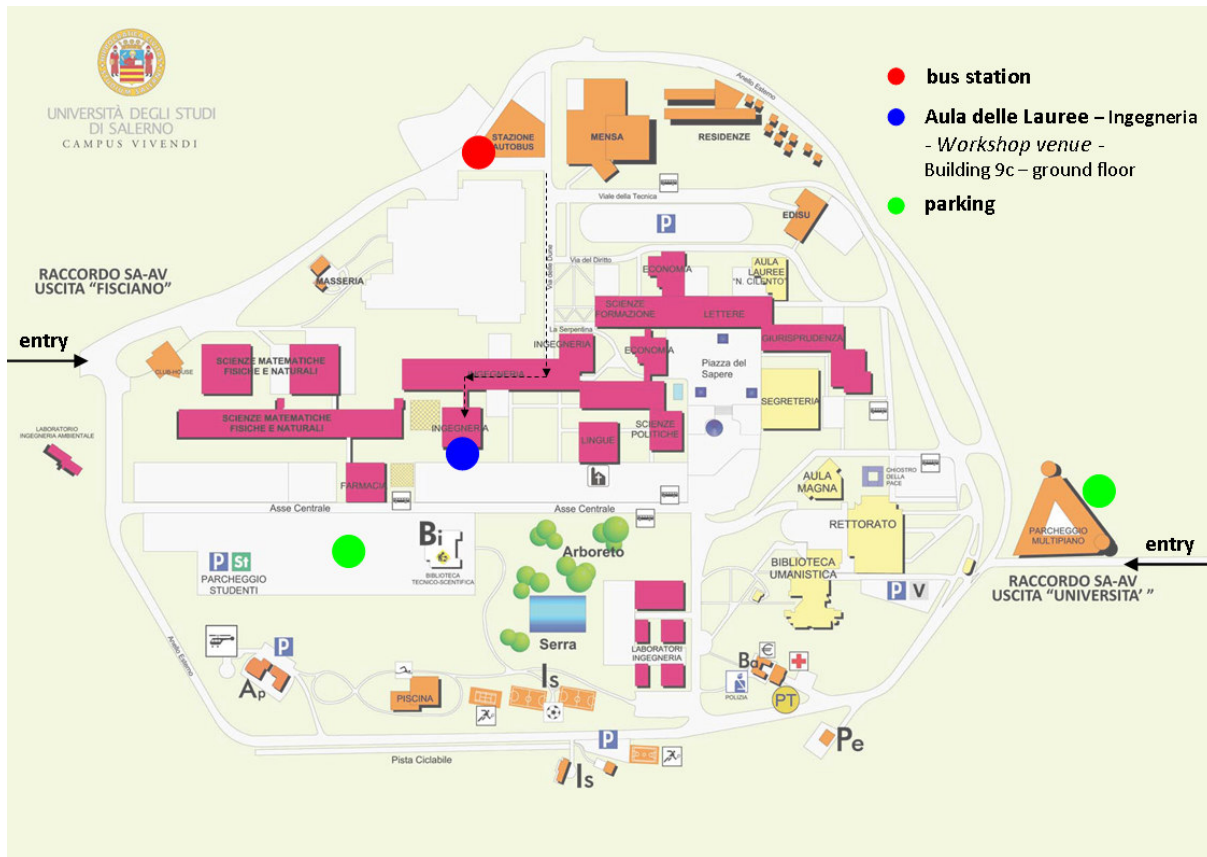 UNIVERSITÀ DEGLI STUDI
DI SALERNO
CAMPUS VIVENDI
bus station
Aula delle Lauree – Ingegneria
- Workshop venue -
Building 9c – ground floor
parking
Anello Esterno
STAZIONE
AUTOBUS
MENSA
RESIDENZE
Viale della Tecnica
P
EDISU
Via del Diritto
Via delle Dune
ECONOMIA
AULA
LAUREE
"N. CILENTO"
RACCORDO SA-AV
USCITA "FISCIANO"
MASSERIA
SCIENZE
FORMAZIONE
LETTERE
La Serpentina
INGEGNERIA
ECONOMIA
GIURISPRUDENZA
Piazza del
Sapere
entry
CLUB-HOUSE
SCIENZE MATEMATICHE
FISICHE E NATURALI
INGEGNERIA
SEGRETERIA
SCIENZE MATEMATICHE
FISICHE E NATURALI
INGEGNERIA
LINGUE
SCIENZE
POLITICHE
LABORATORIO
INGEGNERIA AMBIENTALE
FARMACIA
AULA
MAGNA
CHIOSTRO
DELLA
PACE
Asse Centrale
Asse Centrale
RETTORATO
PARCHEGGIO
MULTIPIANO
entry
Bi
BIBLIOTECA
TECNICO-SCENTIFICA
Arboreto
P St
PARCHEGGIO
STUDENTI
BIBLIOTECA
UMANISTICA
P V
RACCORDO SA-AV
USCITA "UNIVERSITA' "
Serra
LABORATORI
INGEGNERIA
Anello Esterno
P
Ap
PISCINA
Is
Ba
€
POLIZIA
PT
P
Pe
Pista Ciclabile
Is